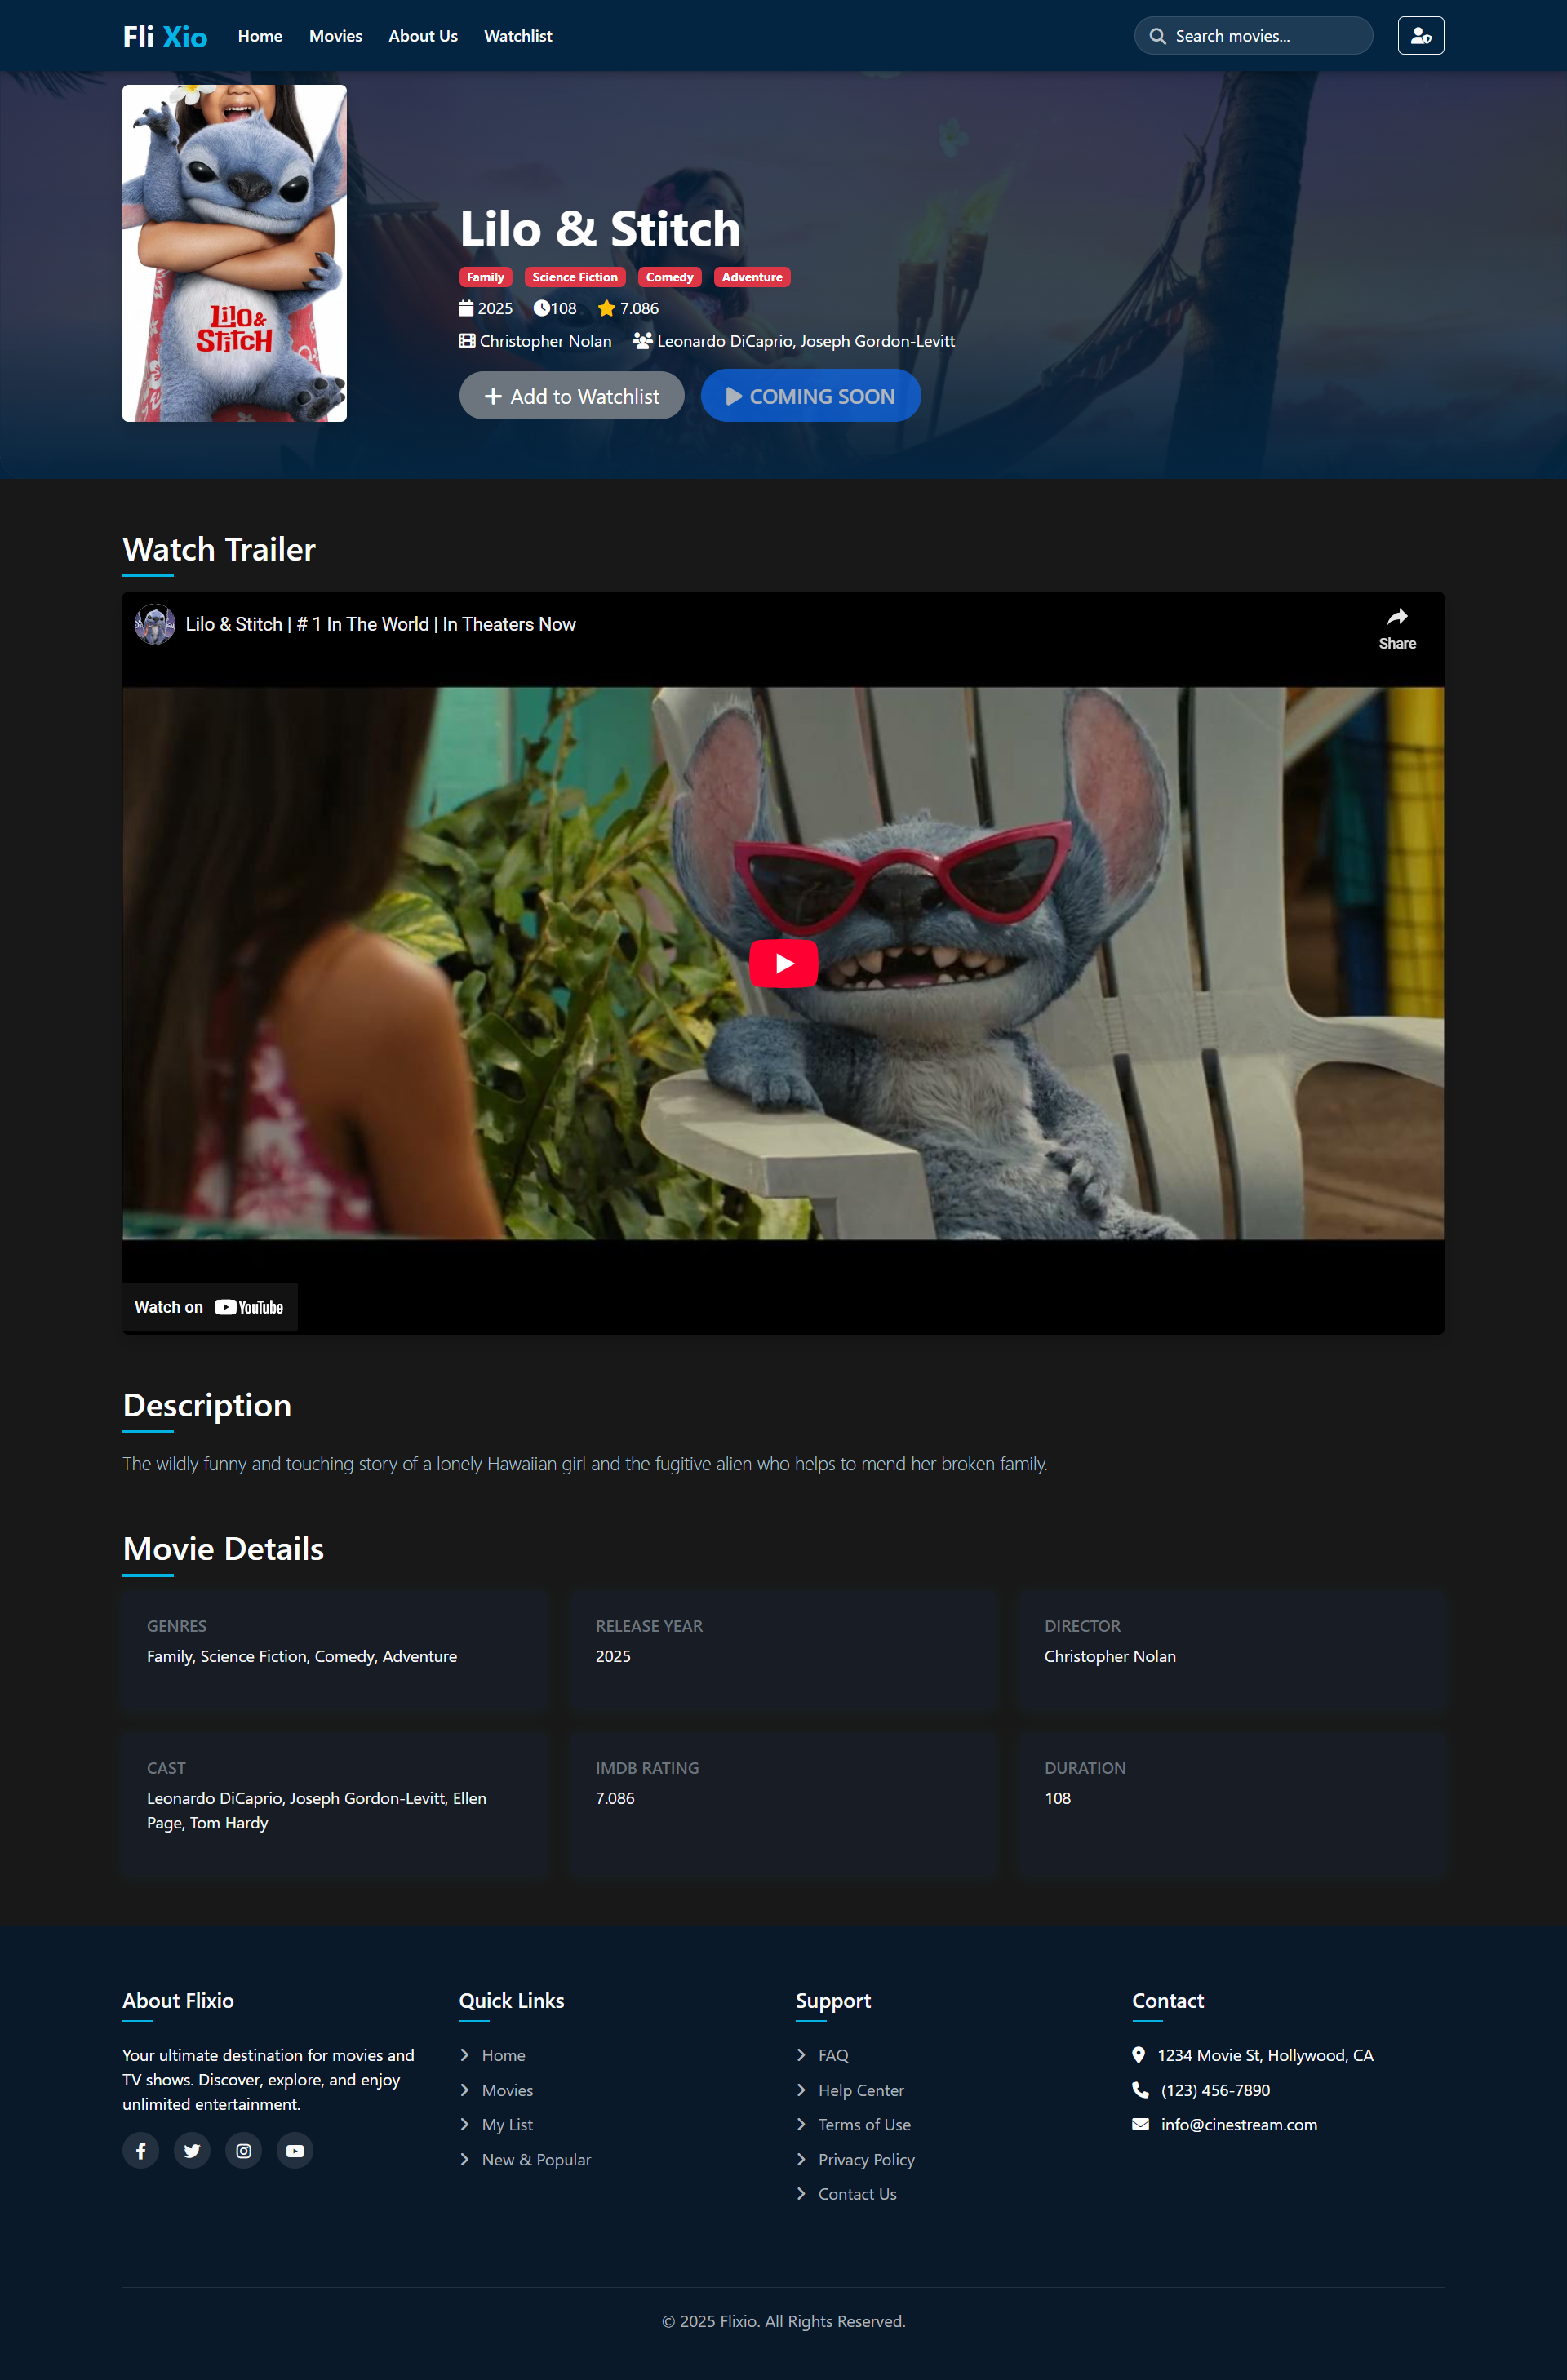 Fli Xio
Home
Movies
About Us
Watchlist
Search movies...
LiLO &
STiTCH
Lilo & Stitch
Family
Science Fiction
Comedy
Adventure
2025
108
7.086
Christopher Nolan
Leonardo DiCaprio, Joseph Gordon-Levitt
Add to Watchlist
COMING SOON
Watch Trailer
Lilo & Stitch | # 1 In The World | In Theaters Now
Share
Watch on YouTube
Description
The wildly funny and touching story of a lonely Hawaiian girl and the fugitive alien who helps to mend her broken family.
Movie Details
GENRES
Family, Science Fiction, Comedy, Adventure
RELEASE YEAR
2025
DIRECTOR
Christopher Nolan
CAST
Leonardo DiCaprio, Joseph Gordon-Levitt, Ellen
Page, Tom Hardy
IMDB RATING
7.086
DURATION
108
About Flixio
Your ultimate destination for movies and
TV shows. Discover, explore, and enjoy
unlimited entertainment.
Quick Links
Home
Movies
My List
New & Popular
Support
FAQ
Help Center
Terms of Use
Privacy Policy
Contact Us
Contact
1234 Movie St, Hollywood, CA
(123) 456-7890
info@cinestream.com
© 2025 Flixio. All Rights Reserved.